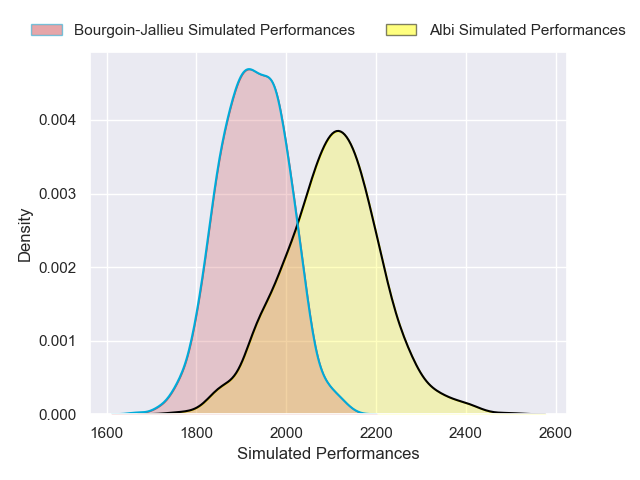 Bourgoin-Jallieu Simulated Performances Albi Simulated Performances
0.004
0.003
0.002
0.001
0.000
Density
1600 1800 2000 2200 2400 2600
Simulated Performances